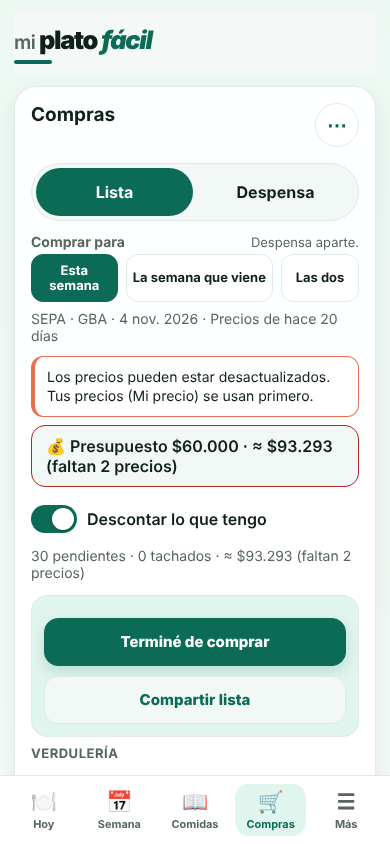 mi plato fácil
Compras
...
Lista
Despensa
Comprar para
Despensa aparte.
Esta
semana
La semana que viene
Las dos
SEPA · GBA · 4 nov. 2026 · Precios de hace 20
días
Los precios pueden estar desactualizados.
Tus precios (Mi precio) se usan primero.
💰 Presupuesto $60.000 · ≈ $93.293
(faltan 2 precios)
Descontar lo que tengo
30 pendientes · 0 tachados · ≈ $93.293 (faltan 2
precios)
Terminé de comprar
Compartir lista
VERDULERÍA
Hoy
Semana
Comidas
Compras
Más